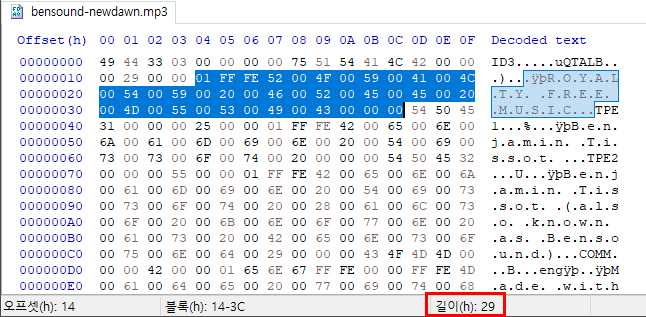 bensound-newdawn.mp3
Offset(h) 00 01 02 03 04 05 06 07 08 09 0A 0B 0C 0D 0E 0F Decoded text
00000000 49 44 33 03 00 00 00 00 75 51 54 41 4C 42 00 00 ID3.....uQTALB..
00000010 00 29 00 00 01 FF FE 52 00 4F 00 59 00 41 00 4C .)...ÿþR.O.Y.A.L
00000020 00 54 00 59 00 20 00 46 00 52 00 45 00 45 00 20 .T.Y. .F.R.E.E. 
00000030 00 4D 00 55 00 53 00 49 00 43 00 00 00 54 50 45 .M.U.S.I.C...TPE
00000040 31 00 00 00 25 00 00 01 FF FE 42 00 65 00 6E 00 1...%...ÿþB.e.n.
00000050 6A 00 61 00 6D 00 69 00 6E 00 20 00 54 00 69 00 j.a.m.i.n. .T.i.
00000060 73 00 73 00 6F 00 74 00 20 00 00 00 54 50 45 32 s.s.o.t. ...TPE2
00000070 00 00 00 55 00 00 01 FF FE 42 00 65 00 6E 00 6A ...U...ÿþB.e.n.j
00000080 00 61 00 6D 00 69 00 6E 00 20 00 54 00 69 00 73 .a.m.i.n. .T.i.s
00000090 00 73 00 6F 00 74 00 20 00 28 00 61 00 6C 00 73 .s.o.t. .(.a.l.s
000000A0 00 6F 00 20 00 6B 00 6E 00 6F 00 77 00 6E 00 20 .o. .k.n.o.w.n. 
000000B0 00 61 00 73 00 20 00 42 00 65 00 6E 00 73 00 6F .a.s. .B.e.n.s.o
000000C0 00 75 00 6E 00 64 00 29 00 00 00 43 4F 4D 4D 00 .u.n.d.)...COMM.
000000D0 00 00 42 00 00 01 65 6E 67 FF FE 00 00 FF FE 4D ..B...engÿþ..ÿþM
000000E0 00 61 00 64 00 65 00 20 00 77 00 69 00 74 00 68 .a.d.e. .w.i.t.h
오프셋(h): 14 블록(h): 14-3C 길이(h): 29